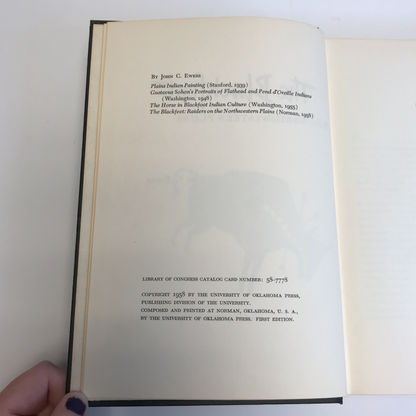 By John C. Ewers
Plains Indian Painting (Stanford, 1939)
Gustavus Sohon's Portraits of Flathead and Pend d'Oreille Indians
(Washington, 1948)
The Horse in Blackfoot Indian Culture (Washington, 1955)
The Blackfeet: Raiders on the Northwestern Plains (Norman, 1958)
LIBRARY OF CONGRESS CATALOG CARD NUMBER: 58-7778
COPYRIGHT 1958 BY THE UNIVERSITY OF OKLAHOMA PRESS,
PUBLISHING DIVISION OF THE UNIVERSITY.
COMPOSED AND PRINTED AT NORMAN, OKLAHOMA, U. S. A.,
BY THE UNIVERSITY OF OKLAHOMA PRESS. FIRST EDITION.